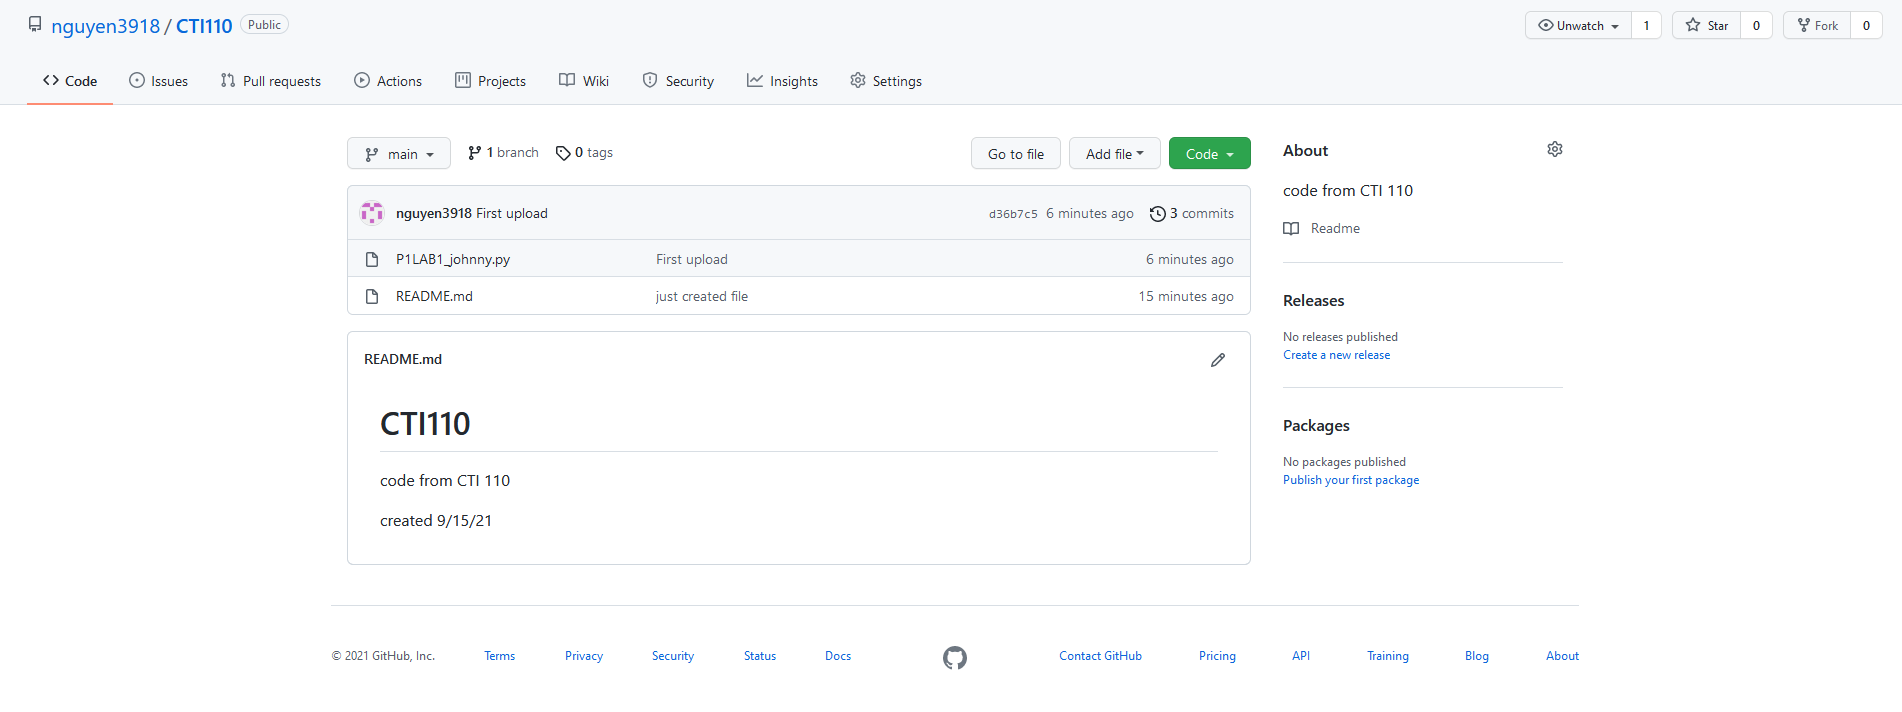 nguyen3918 / CTI110 Public
Unwatch 1 Star 0 Fork 0
Code Issues Pull requests Actions Projects Wiki Security Insights Settings
main 1 branch 0 tags Go to file Add file Code
nguyen3918 First upload d36b7c5 6 minutes ago 3 commits
P1LAB1_johnny.py First upload 6 minutes ago
README.md just created file 15 minutes ago
README.md
CTI110
code from CTI 110
created 9/15/21
About
code from CTI 110
Readme
Releases
No releases published
Create a new release
Packages
No packages published
Publish your first package
© 2021 GitHub, Inc. Terms Privacy Security Status Docs Contact GitHub Pricing API Training Blog About